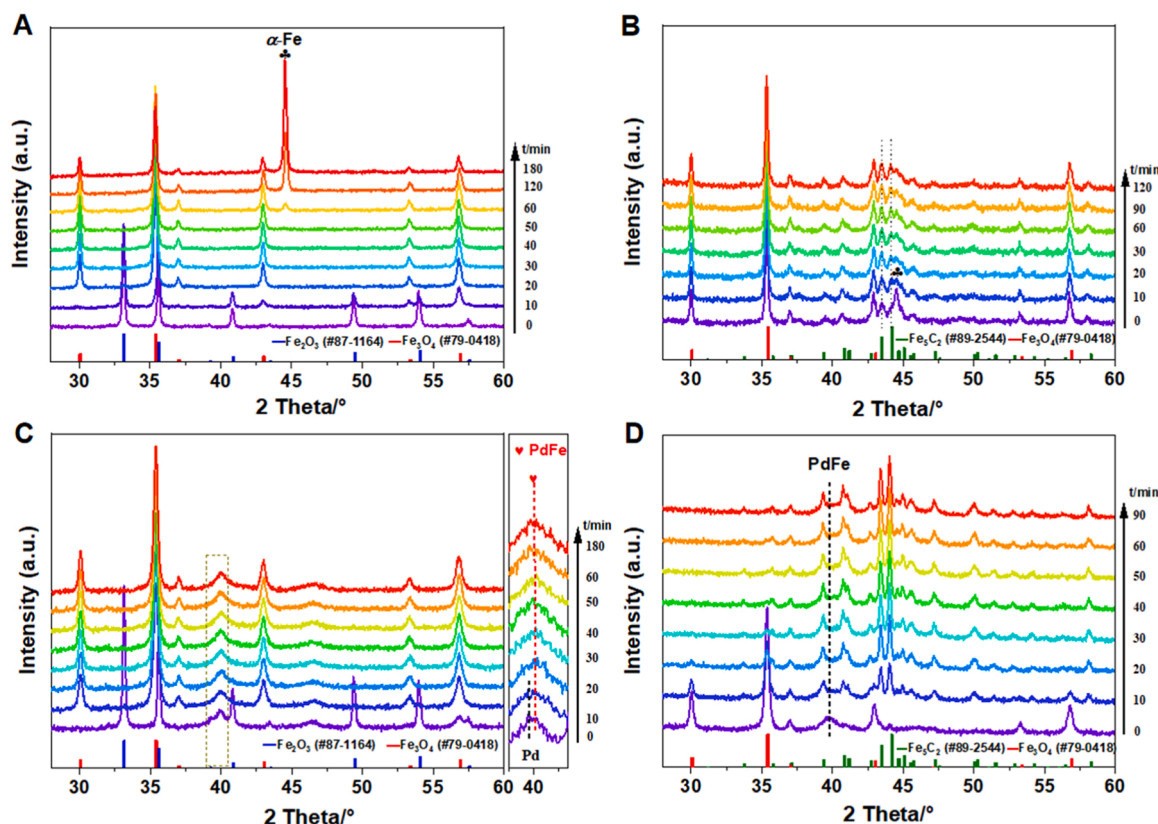 A
α-Fe
♣
Intensity (a.u.)
t/min
180
120
60
50
40
30
20
10
0
Fe₂O₃ (#87-1164) Fe₃O₄ (#79-0418)
30 35 40 45 50 55 60
2 Theta/°
B
Intensity (a.u.)
t/min
120
90
60
30
20
10
0
♣
Fe₅C₂ (#89-2544) Fe₃O₄(#79-0418)
30 35 40 45 50 55 60
2 Theta/°
C
Intensity (a.u.)
♥ PdFe
♥
t/min
180
60
50
40
30
20
10
0
Pd
Fe₂O₃ (#87-1164) Fe₃O₄ (#79-0418)
30 35 40 45 50 55 60 40
2 Theta/°
D
PdFe
Intensity (a.u.)
t/min
90
60
50
40
30
20
10
0
Fe₅C₂ (#89-2544) Fe₃O₄ (#79-0418)
30 35 40 45 50 55 60
2 Theta/°